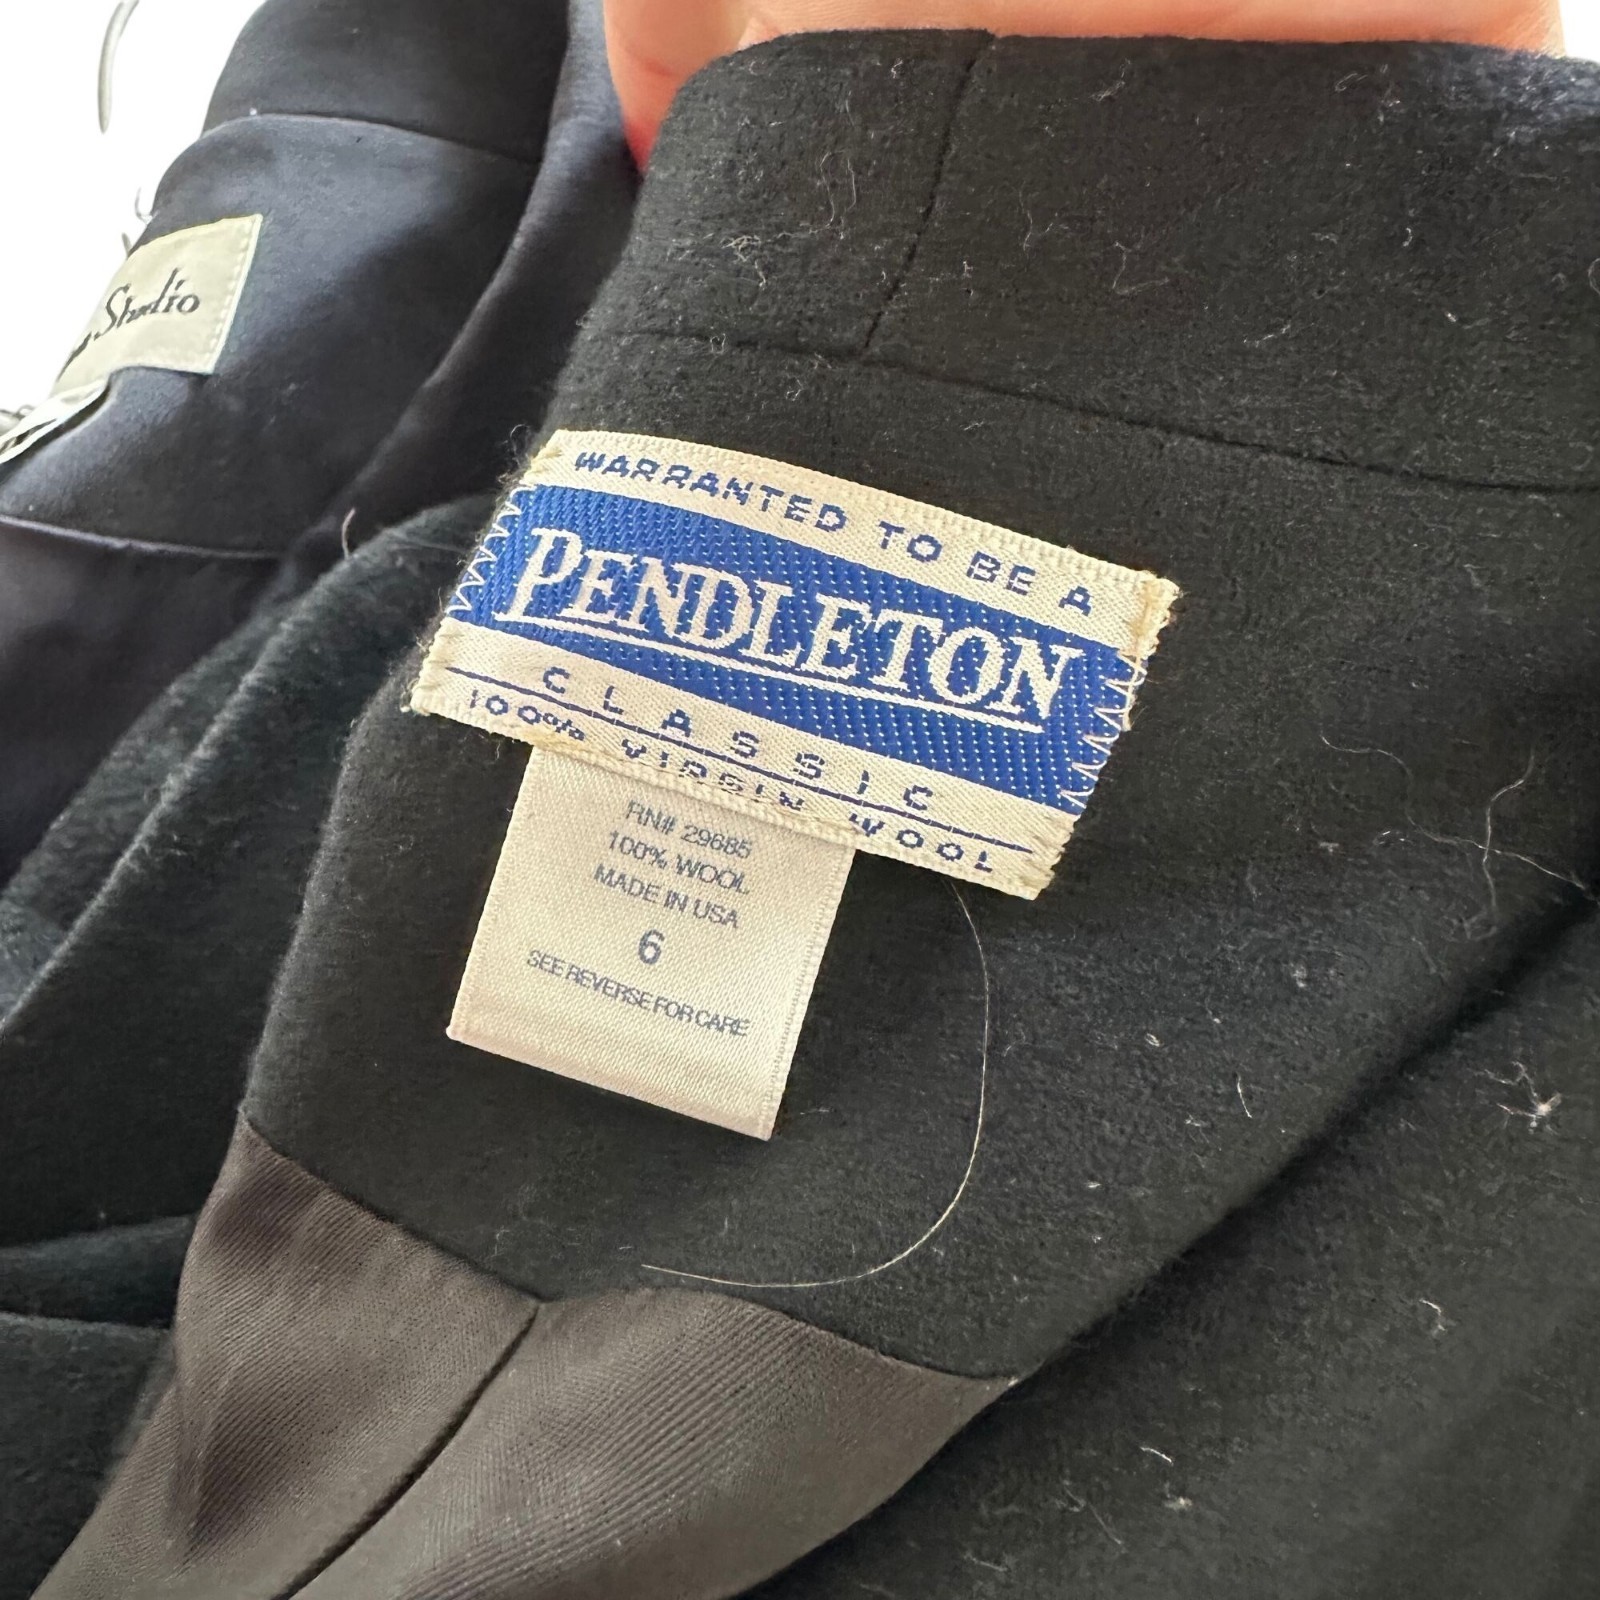 Studio
WARRANTED TO BE A
PENDLETON
CLASSIC
100% VIRGIN WOOL
RN# 29685
100% WOOL
MADE IN USA
6
SEE REVERSE FOR CARE